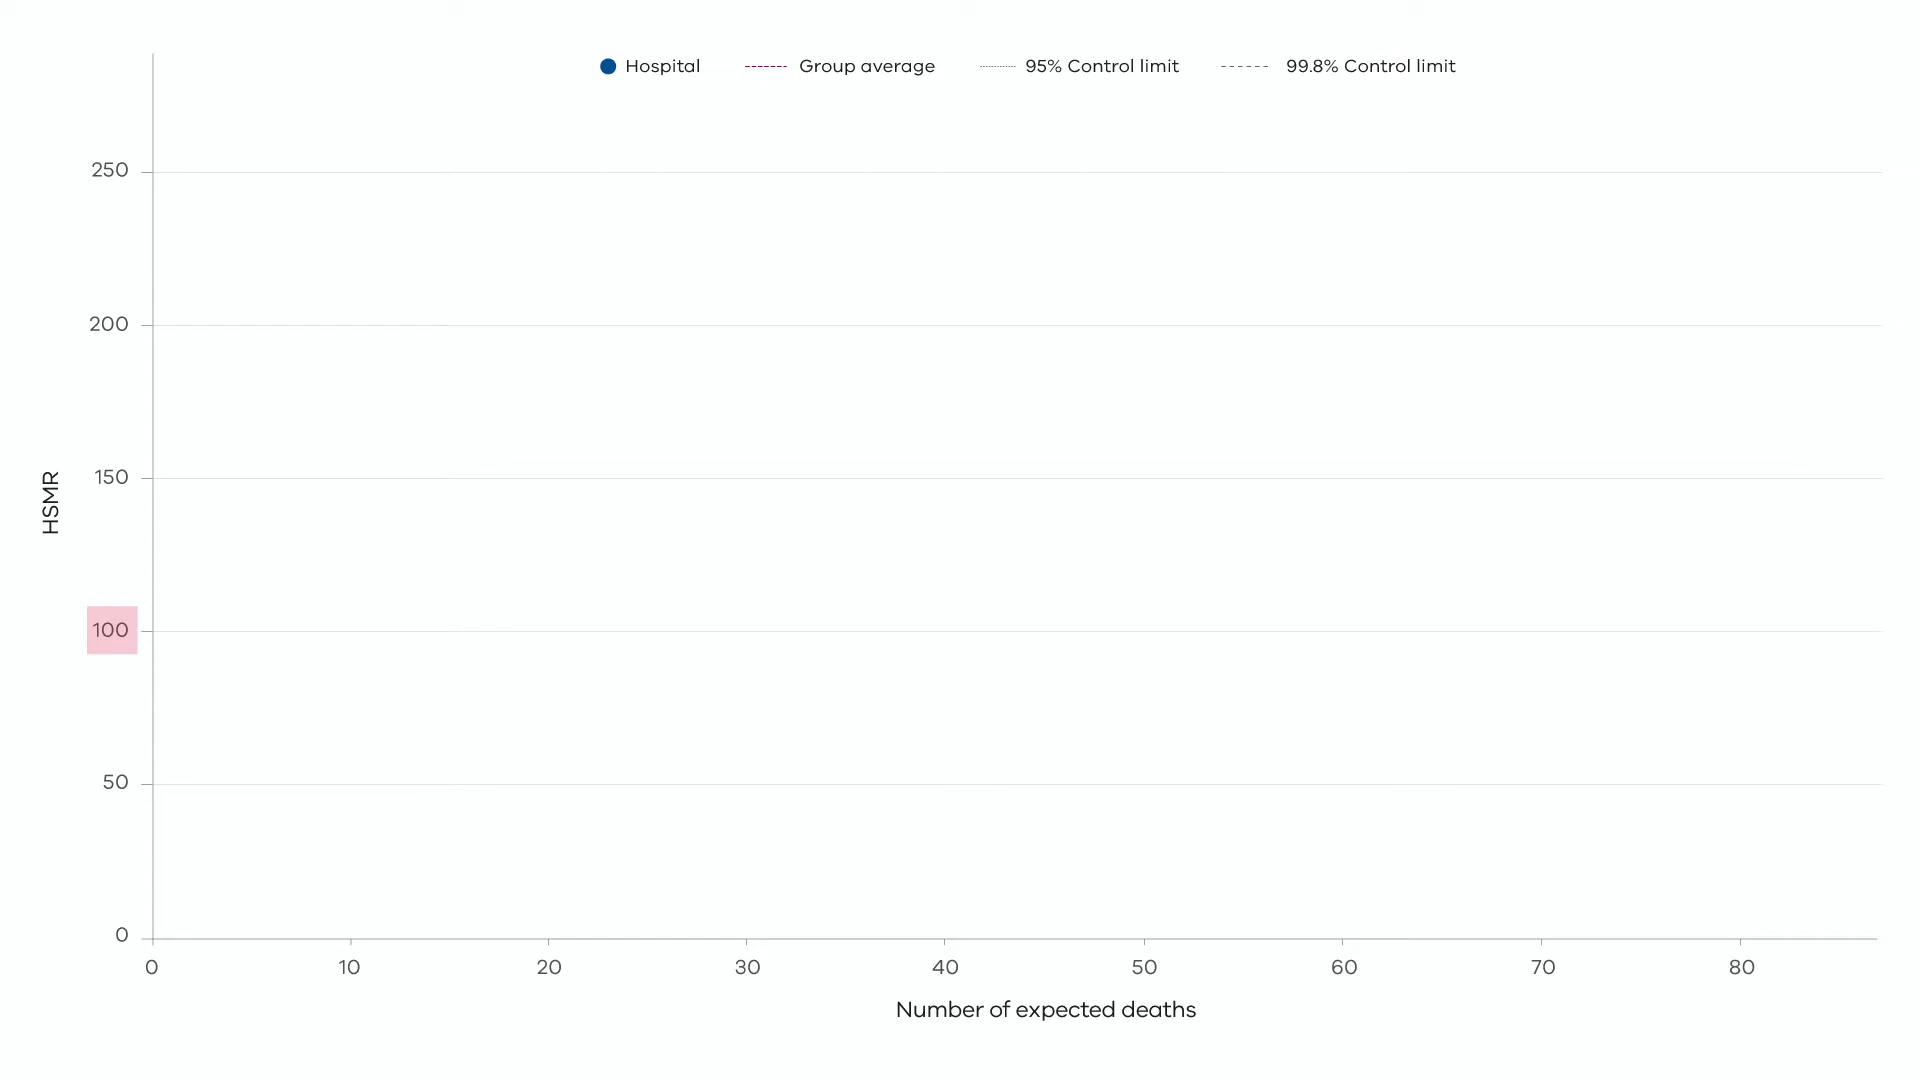 Hospital
Group average
95% Control limit
99.8% Control limit
250
200
150
100
50
0
HSMR
0 10 20 30 40 50 60 70 80
Number of expected deaths